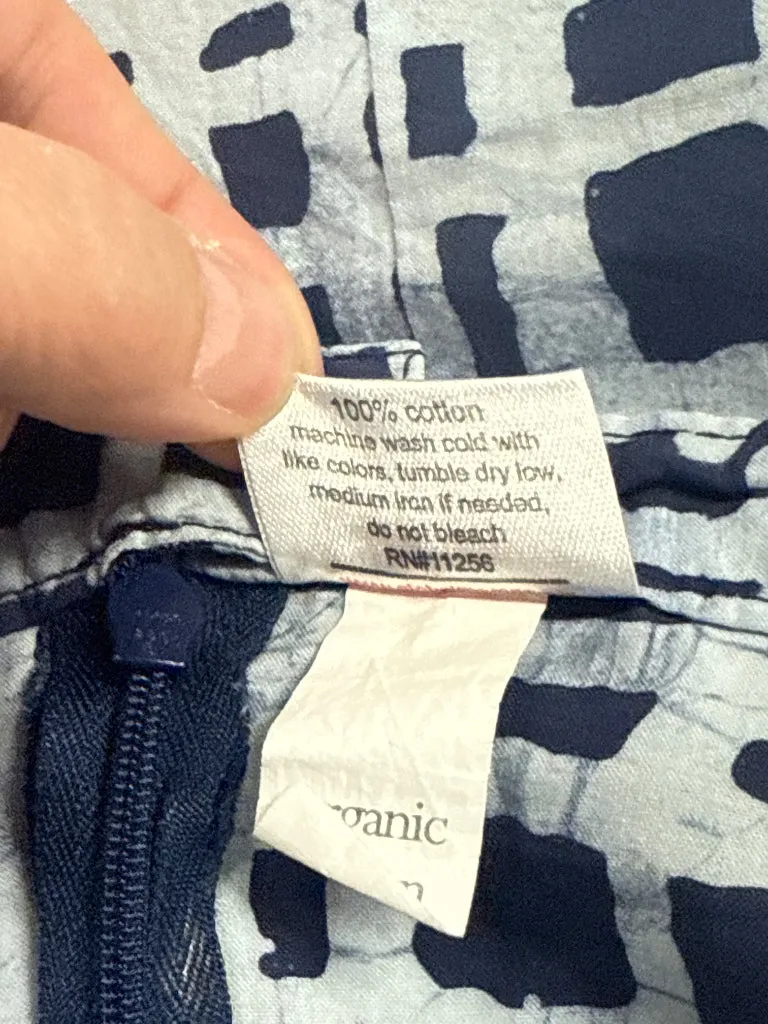 100% cotton
machine wash cold with
like colors, tumble dry low,
medium iron if needed,
do not bleach
RN#11256
rganic
n